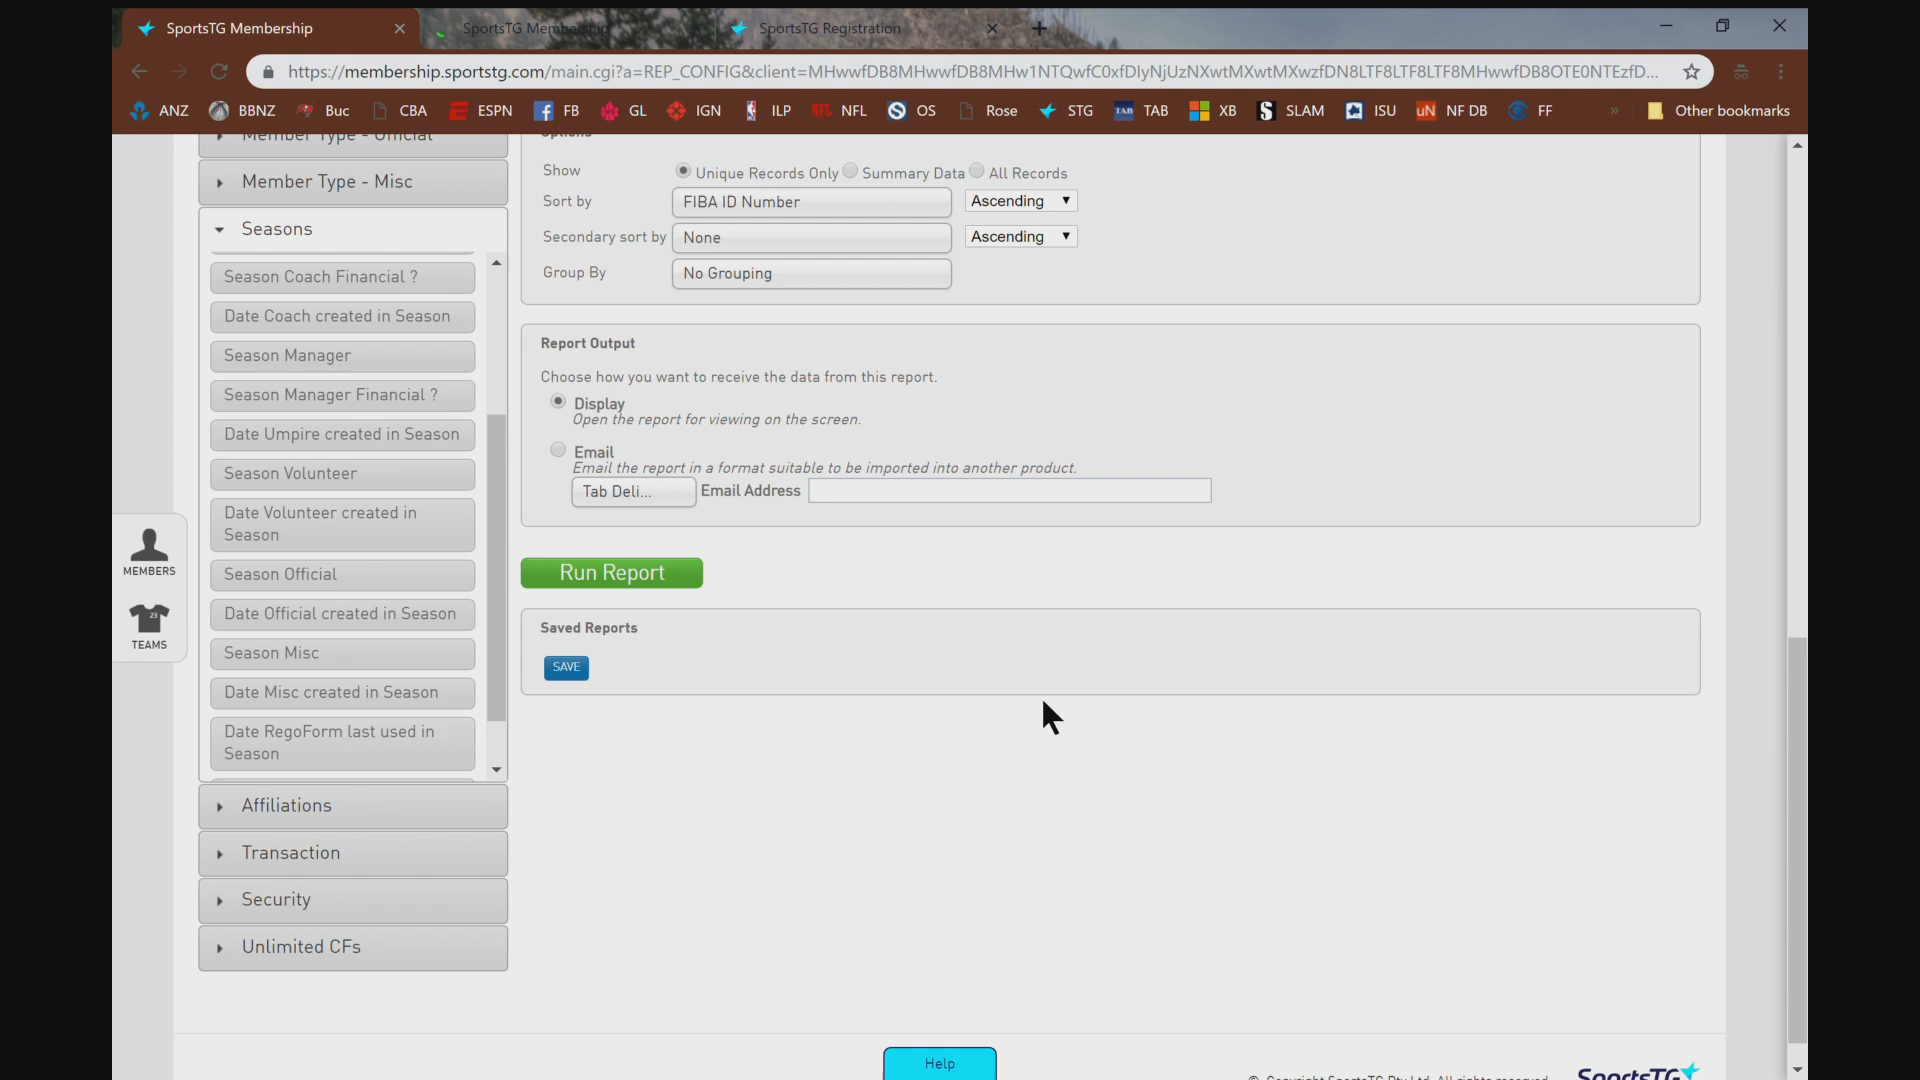 SportsTG Membership
SportsTG Membership
SportsTG Registration
https://membership.sportstg.com/main.cgi?a=REP_CONFIG&client=MHwwfDB8MHwwfDB8MHw1NTQwfC0xfDIyNjUzNXwtMXwtMXwzfDN8LTF8LTF8LTF8MHwwfDB8OTE0NTEzfD...
ANZ
BBNZ
Buc
CBA
ESPN
FB
GL
IGN
ILP
NFL
OS
Rose
STG
TAB
XB
SLAM
ISU
NF DB
FF
»
Other bookmarks
Member Type - Official
Member Type - Misc
Seasons
Season Coach Financial ?
Date Coach created in Season
Season Manager
Season Manager Financial ?
Date Umpire created in Season
Season Volunteer
Date Volunteer created in
Season
Season Official
Date Official created in Season
Season Misc
Date Misc created in Season
Date RegoForm last used in
Season
Affiliations
Transaction
Security
Unlimited CFs
MEMBERS
23
TEAMS
Options
Show
Unique Records Only
Summary Data
All Records
Sort by
FIBA ID Number
Ascending
Secondary sort by
None
Ascending
Group By
No Grouping
Report Output
Choose how you want to receive the data from this report.
Display
Open the report for viewing on the screen.
Email
Email the report in a format suitable to be imported into another product.
Tab Deli...
Email Address
Run Report
Saved Reports
SAVE
Help
© Copyright SportsTG Pty Ltd. All rights reserved
SportsTG